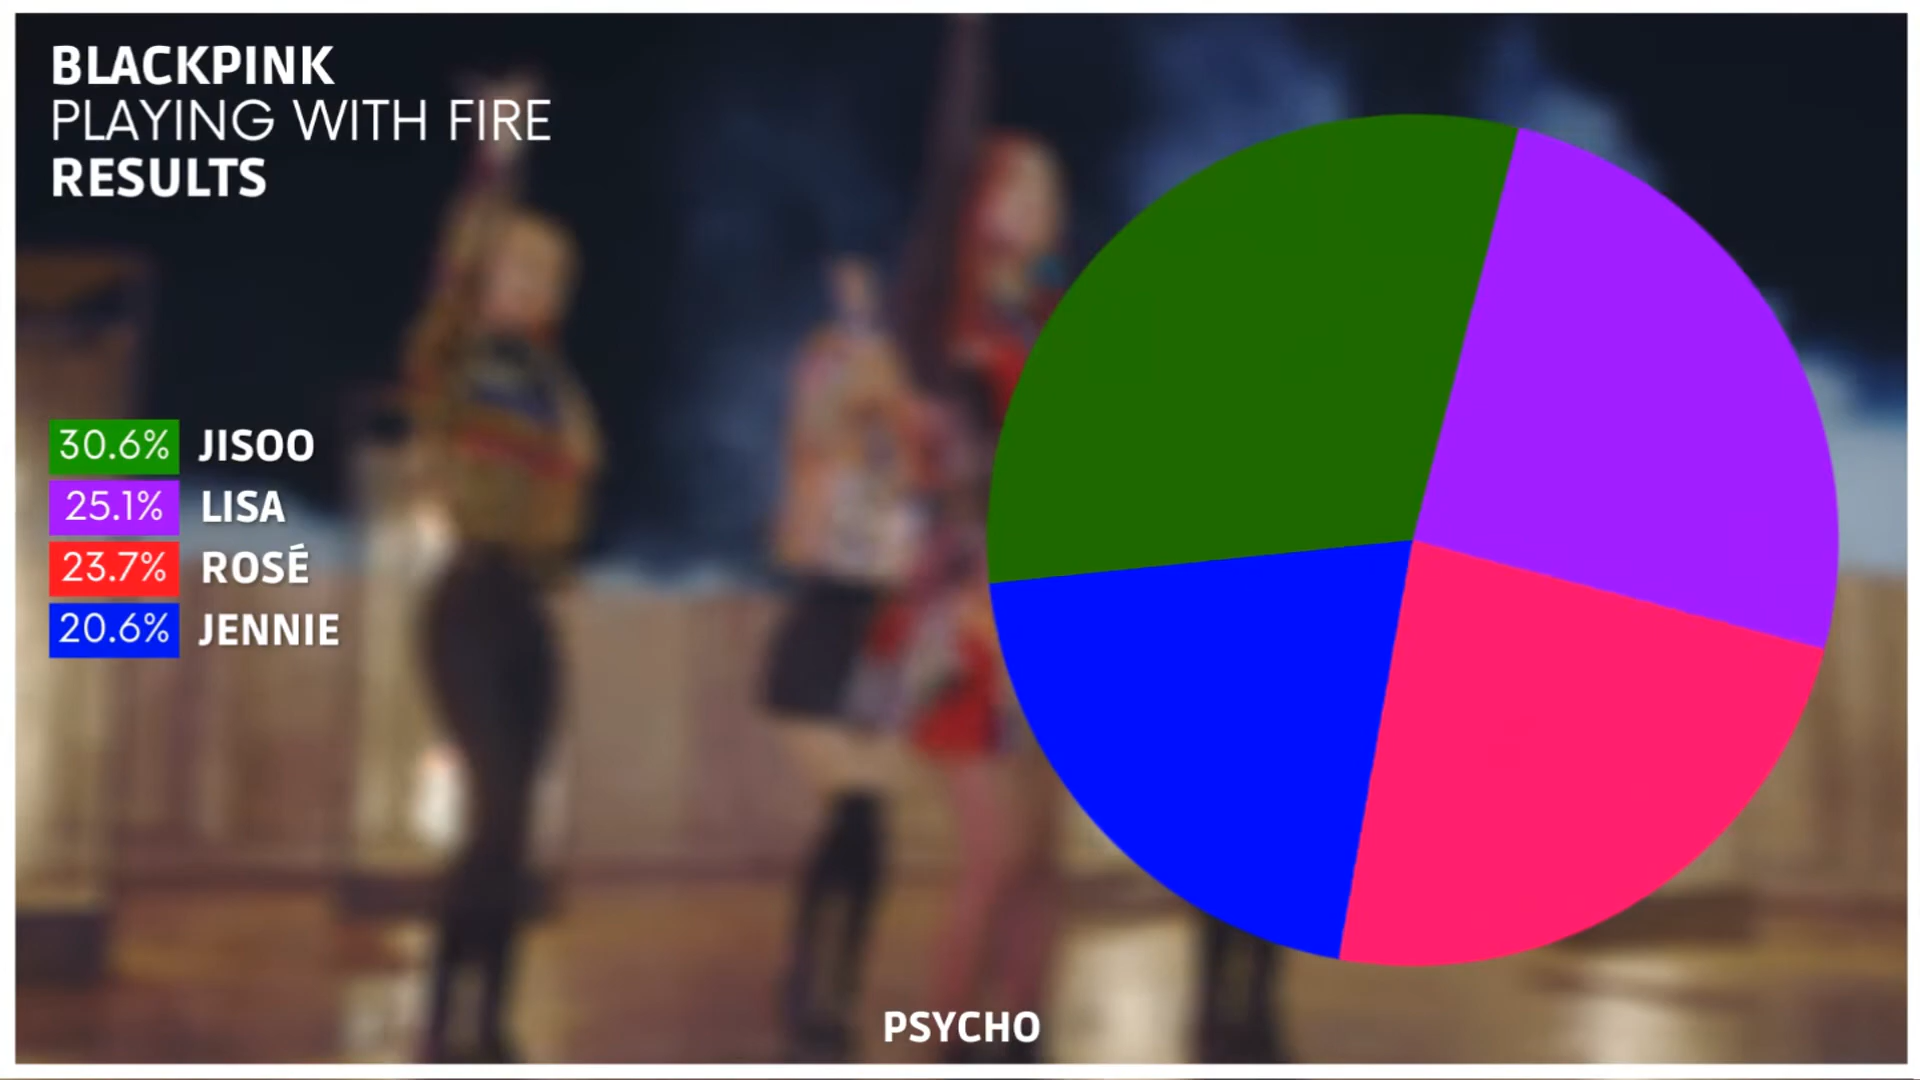 BLACKPINK
PLAYING WITH FIRE
RESULTS
30.6% JISOO
25.1% LISA
23.7% ROSÉ
20.6% JENNIE
PSYCHO